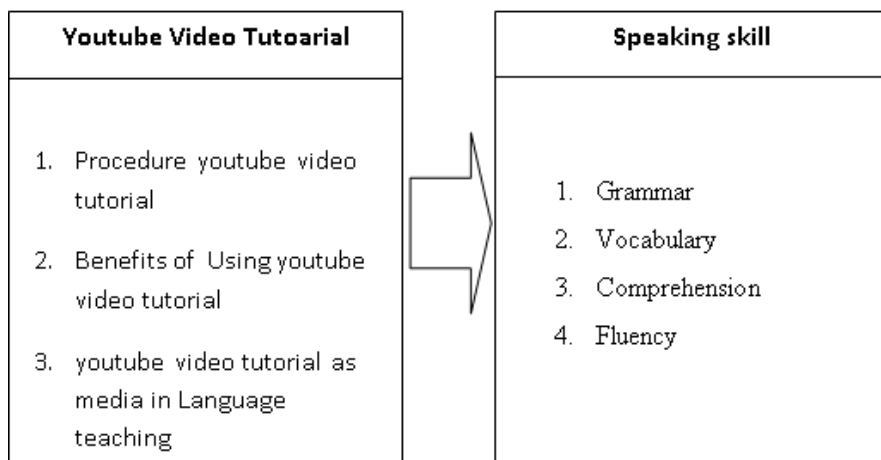 Youtube Video Tutoarial
1. Procedure youtube video
tutorial
2. Benefits of Using youtube
video tutorial
3. youtube video tutorial as
media in Language
teaching
Speaking skill
1. Grammar
2. Vocabulary
3. Comprehension
4. Fluency